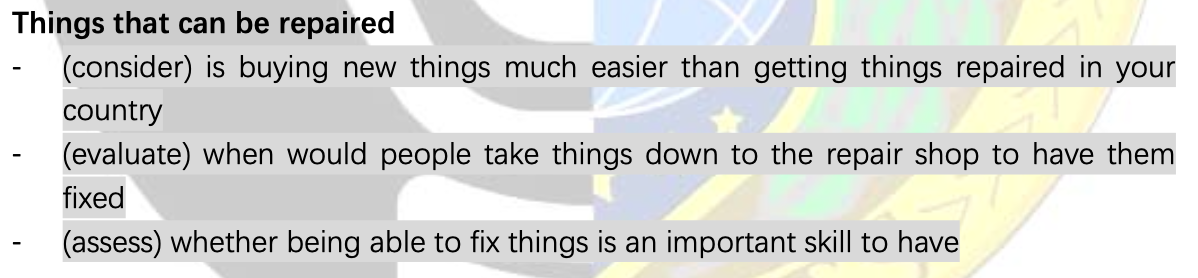 Things that can be repaired
- (consider) is buying new things much easier than getting things repaired in your
country
- (evaluate) when would people take things down to the repair shop to have them
fixed
- (assess) whether being able to fix things is an important skill to have